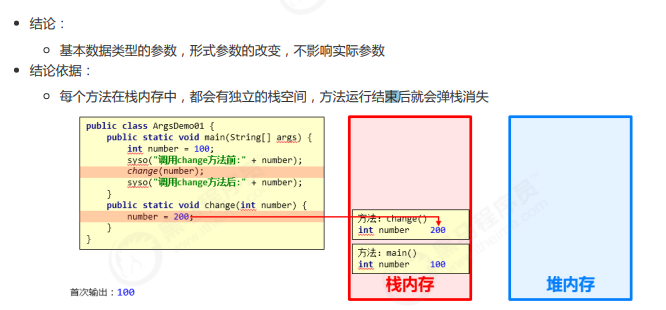 结论：
基本数据类型的参数，形式参数的改变，不影响实际参数
结论依据：
每个方法在栈内存中，都会有独立的栈空间，方法运行结束后就会弹栈消失
public class ArgsDemo01 {
public static void main(String[] args) {
int number = 100;
syso("调用change方法前:" + number);
change(number);
syso("调用change方法后:" + number);
}
public static void change(int number) {
number = 200;
}
}
首次输出：100
方法：change()
int number 200
方法：main()
int number 100
栈内存
堆内存